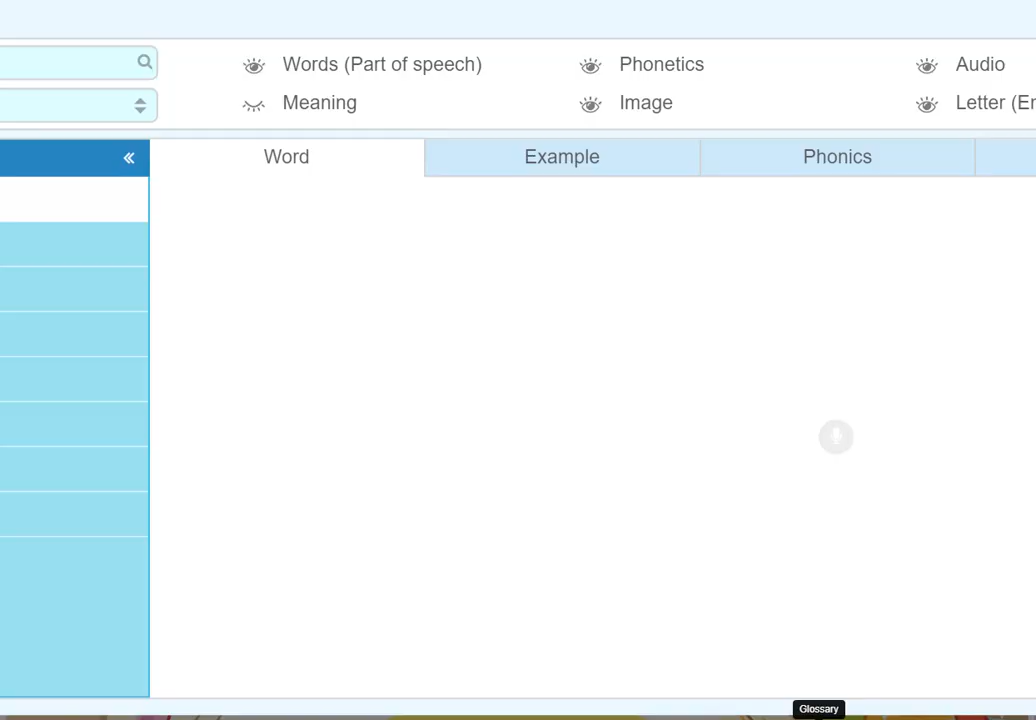 Words (Part of speech) Phonetics Audio
Meaning Image Letter (En
« Word Example Phonics
Glossary